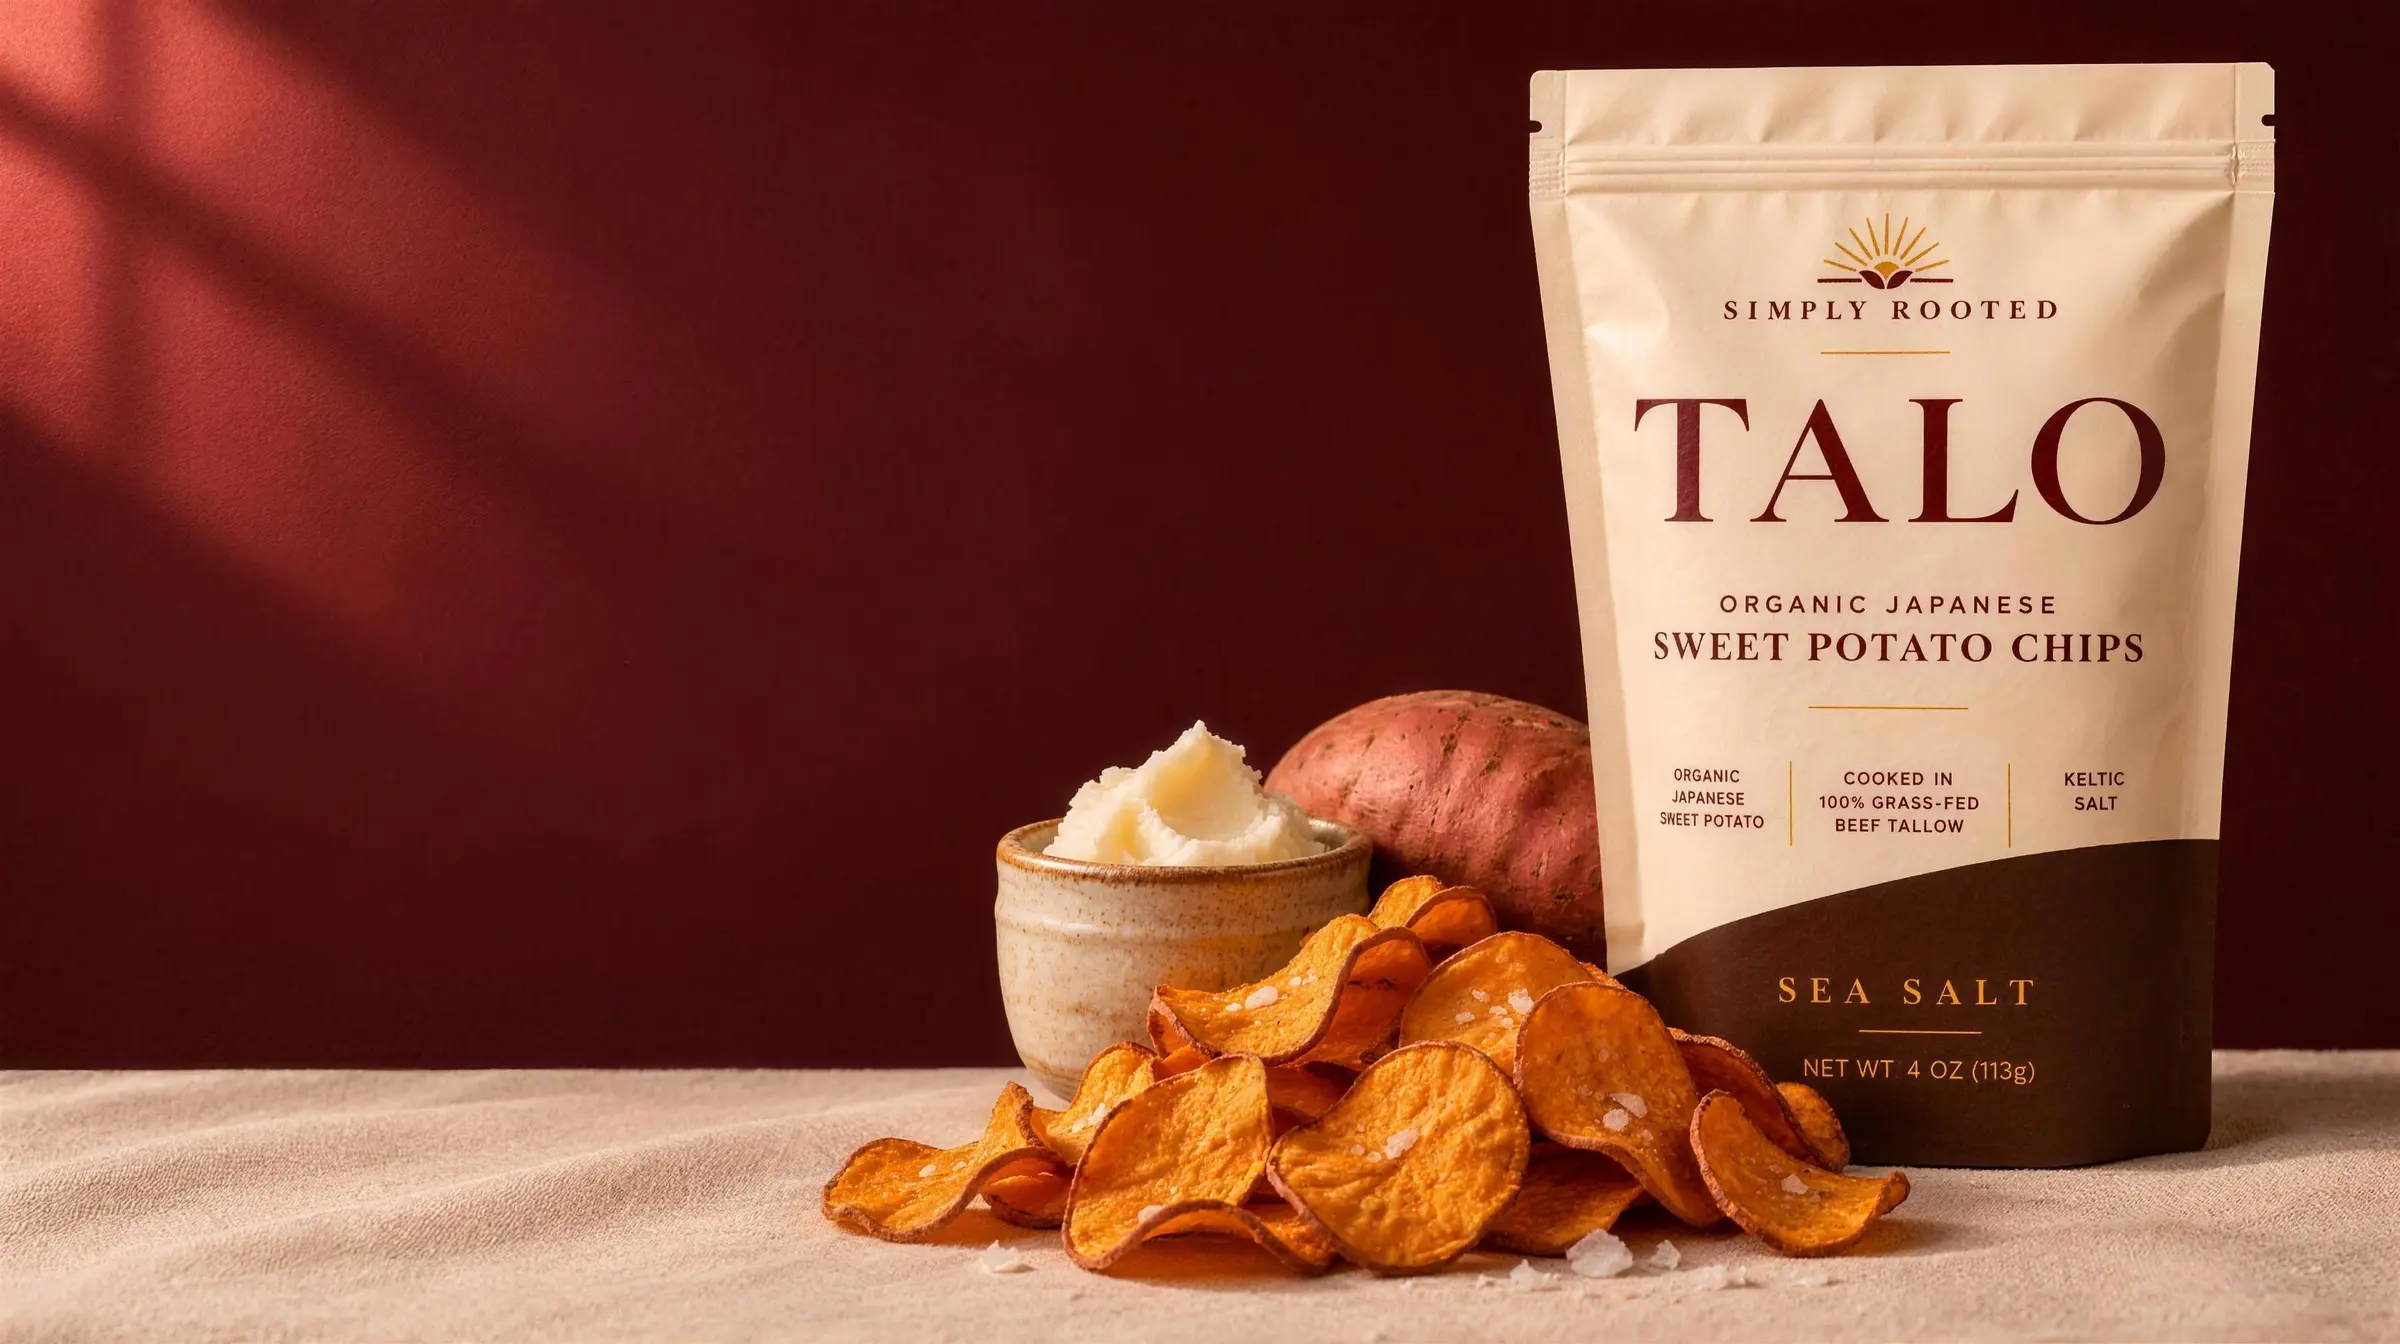 SIMPLY ROOTED
TALO
ORGANIC JAPANESE
SWEET POTATO CHIPS
ORGANIC
JAPANESE
SWEET POTATO
COOKED IN
100% GRASS-FED
BEEF TALLOW
KELTIC
SALT
SEA SALT
NET WT. 4 OZ (113g)